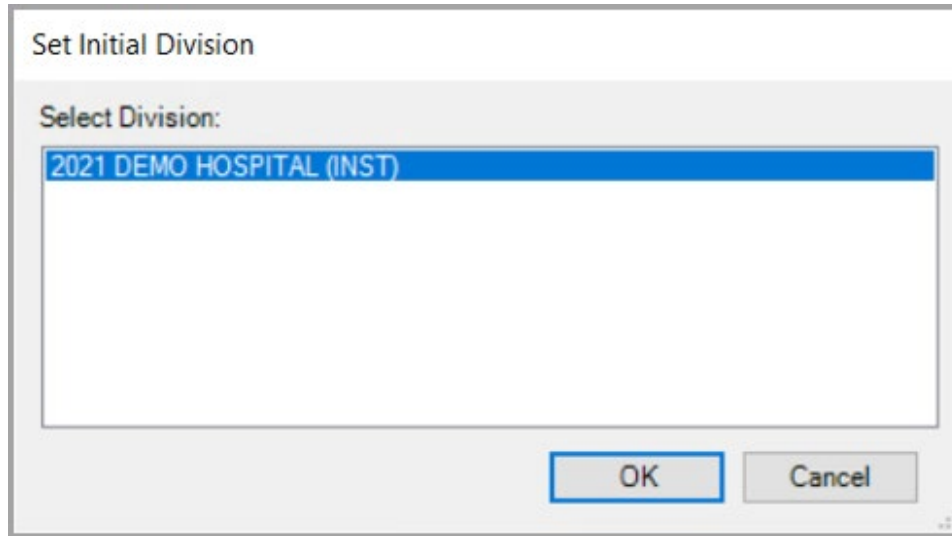 Set Initial Division
Select Division:
2021 DEMO HOSPITAL (INST)
OK Cancel